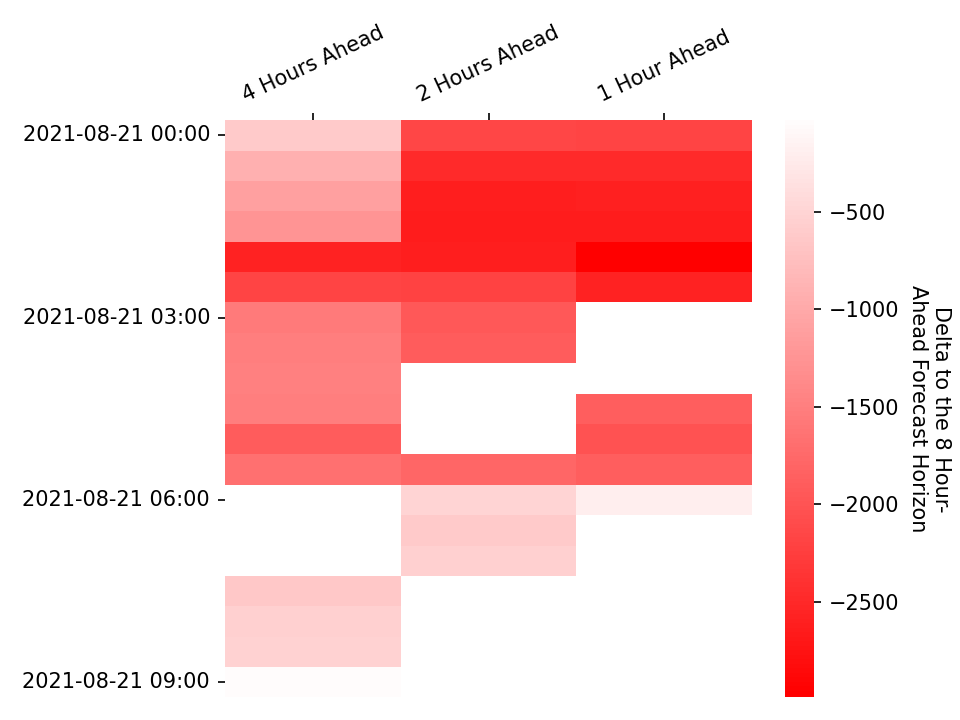 4 Hours Ahead
2 Hours Ahead
1 Hour Ahead
2021-08-21 00:00
2021-08-21 03:00
2021-08-21 06:00
2021-08-21 09:00
−500
−1000
−1500
−2000
−2500
Delta to the 8 Hour-
Ahead Forecast Horizon